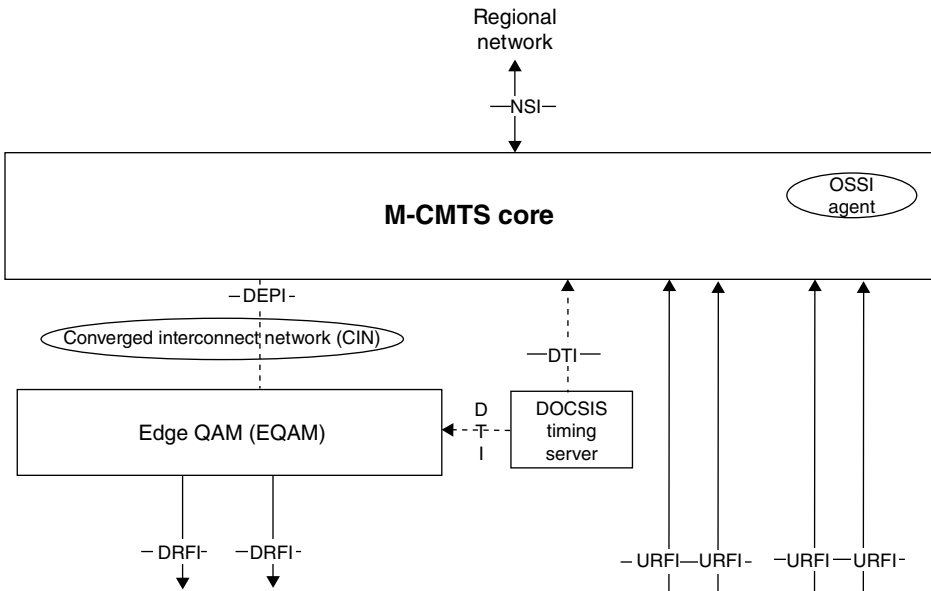 Regional
network
NSI
OSSI
agent
M-CMTS core
DEPI
Converged interconnect network (CIN)
DTI
Edge QAM (EQAM)
D
T
I
DOCSIS
timing
server
DRFI
DRFI
URFI
URFI
URFI
URFI